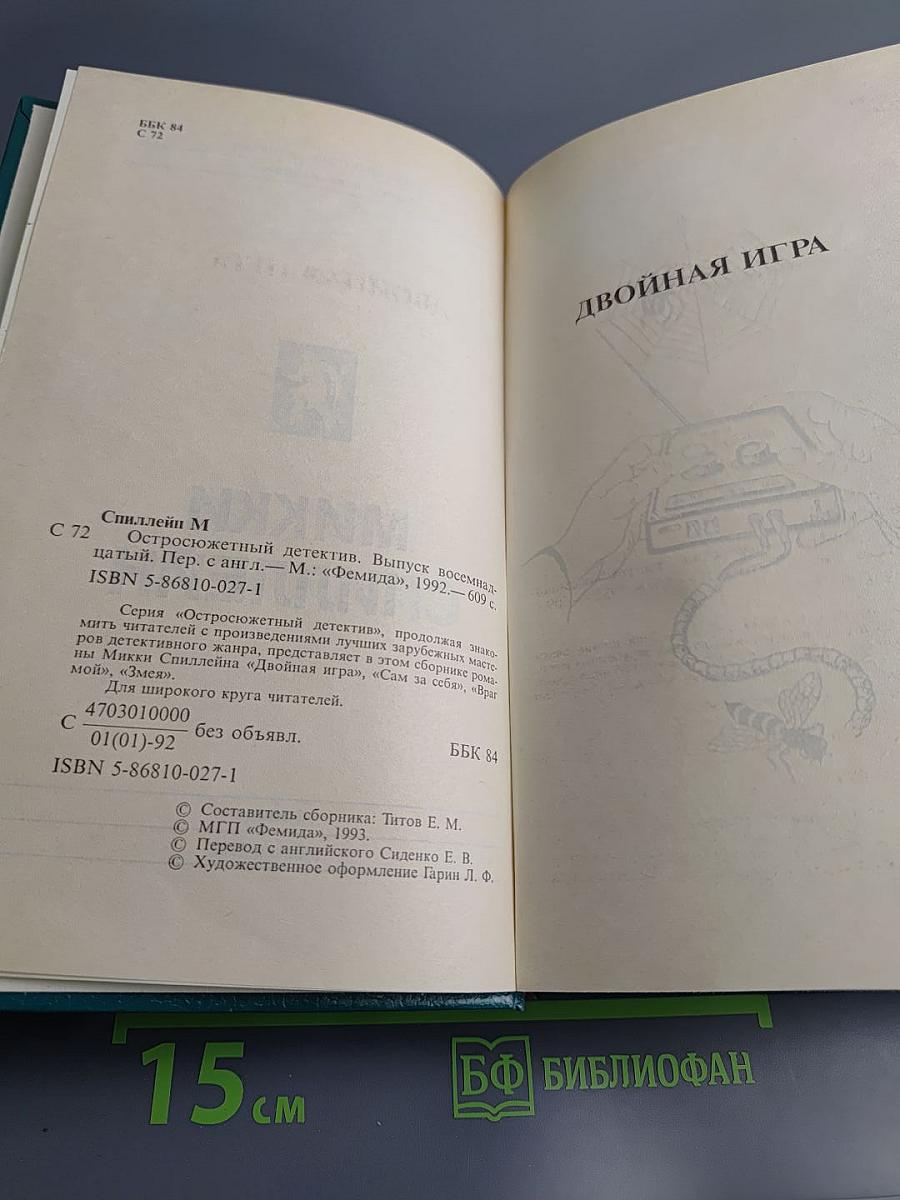 ББК 84
С 72
Спиллейн М
С 72 Остросюжетный детектив. Выпуск восемнад-
цатый. Пер. с англ.— М.: «Фемида», 1992.— 609 с.
ISBN 5-86810-027-1
Серия «Остросюжетный детектив», продолжая знако-
мить читателей с произведениями лучших зарубежных масте-
ров детективного жанра, представляет в этом сборнике рома-
ны Микки Спиллейна «Двойная игра», «Сам за себя», «Враг
мой», «Змея».
Для широкого круга читателей.
С 4703010000 без объявл.
01(01)-92
ББК 84
ISBN 5-86810-027-1
© Составитель сборника: Титов Е. М.
© МГП «Фемида», 1993.
© Перевод с английского Сиденко Е. В.
© Художественное оформление Гарин Л. Ф.
ДВОЙНАЯ ИГРА
15 см
БФ БИБЛИОФАН